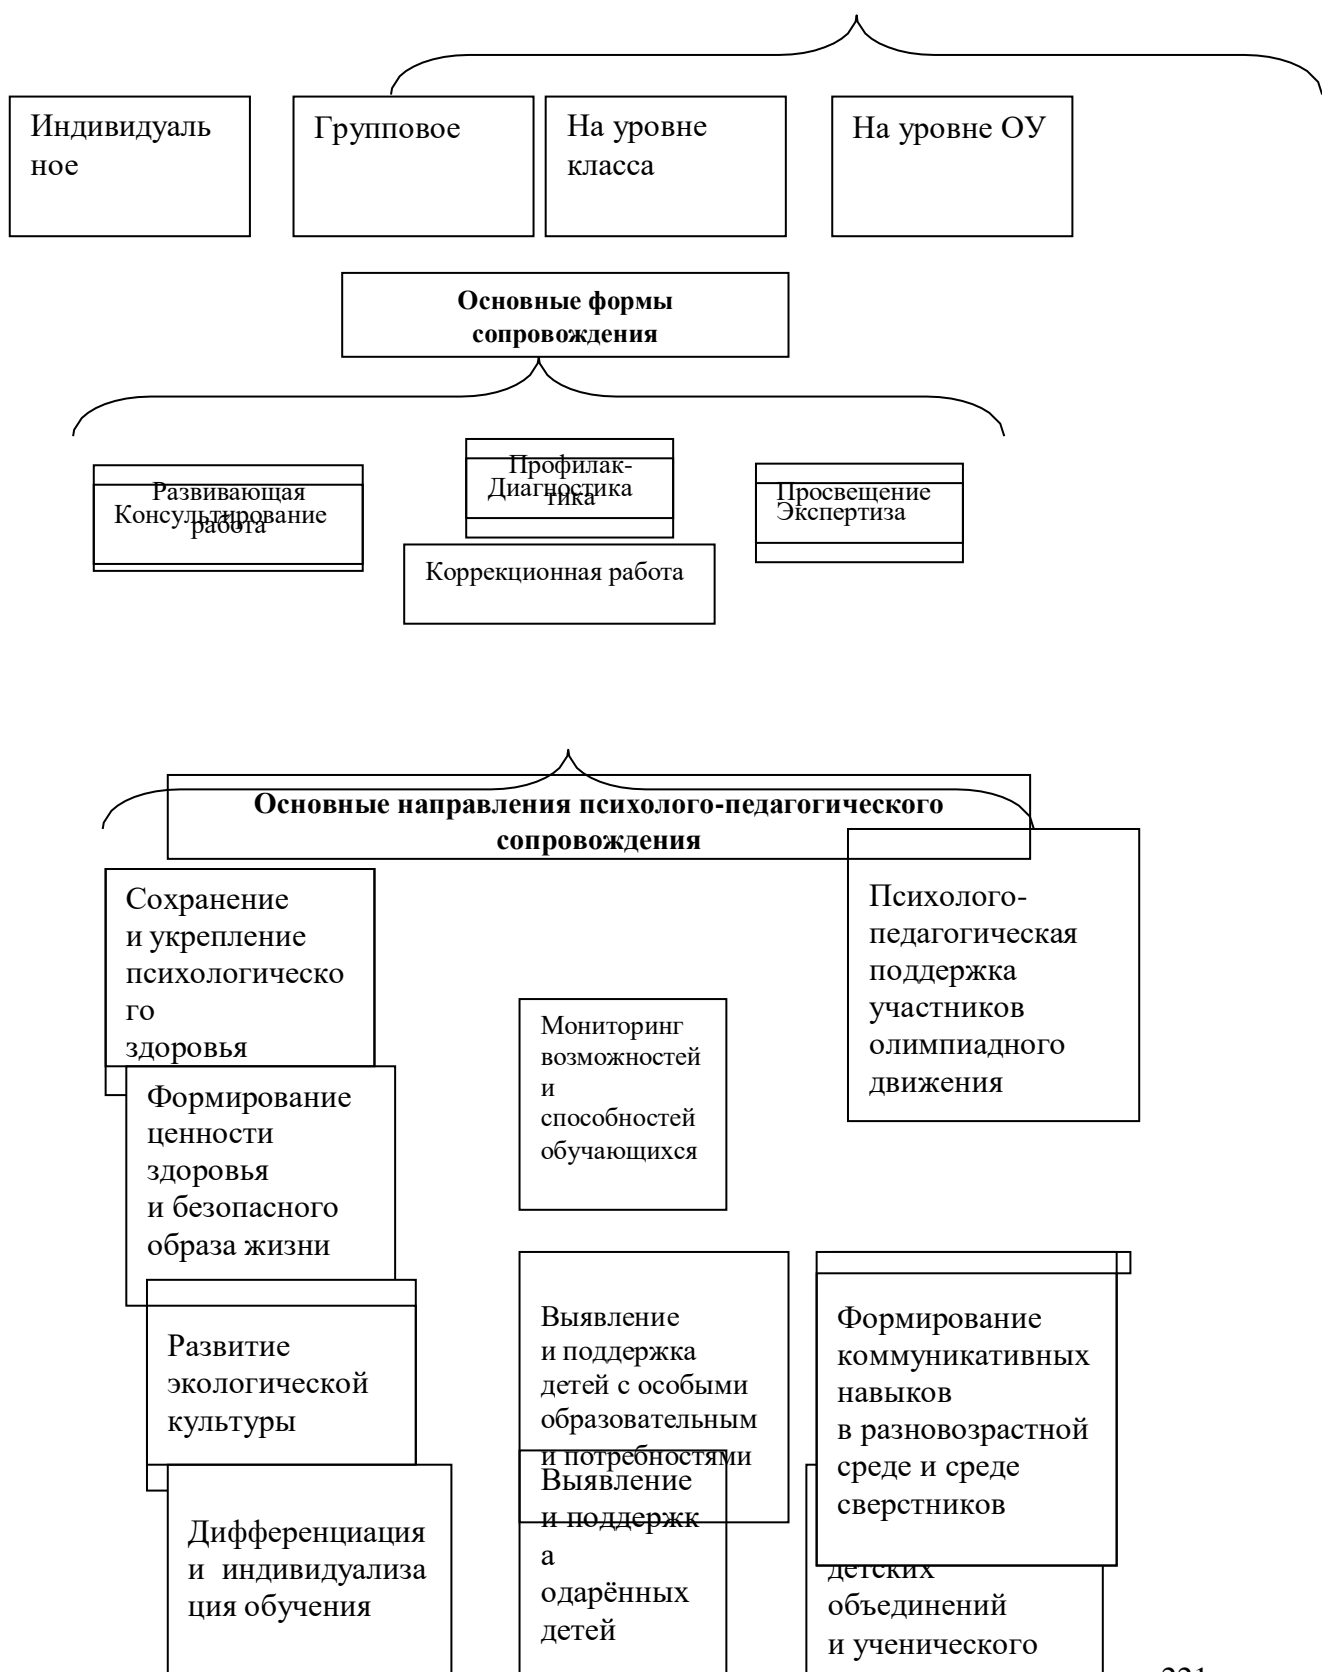 Индивидуаль
ное
Групповое
На уровне
класса
На уровне ОУ
Основные формы
сопровождения
Развивающая
работа
Консультирование
Профилак-
тика
Диагностика
Просвещение
Экспертиза
Коррекционная работа
Основные направления психолого-педагогического
сопровождения
Сохранение
и укрепление
психологическо
го
здоровья
Психолого-
педагогическая
поддержка
участников
олимпиадного
движения
Мониторинг
возможностей
и
способностей
обучающихся
Формирование
ценности
здоровья
и безопасного
образа жизни
Развитие
экологической
культуры
Выявление
и поддержка
детей с особыми
образовательным
и потребностями
Формирование
коммуникативных
навыков
в разновозрастной
среде и среде
сверстников
Дифференциация
и индивидуализа
ция обучения
Выявление
и поддержк
а
одарённых
детей
детских
объединений
и ученического